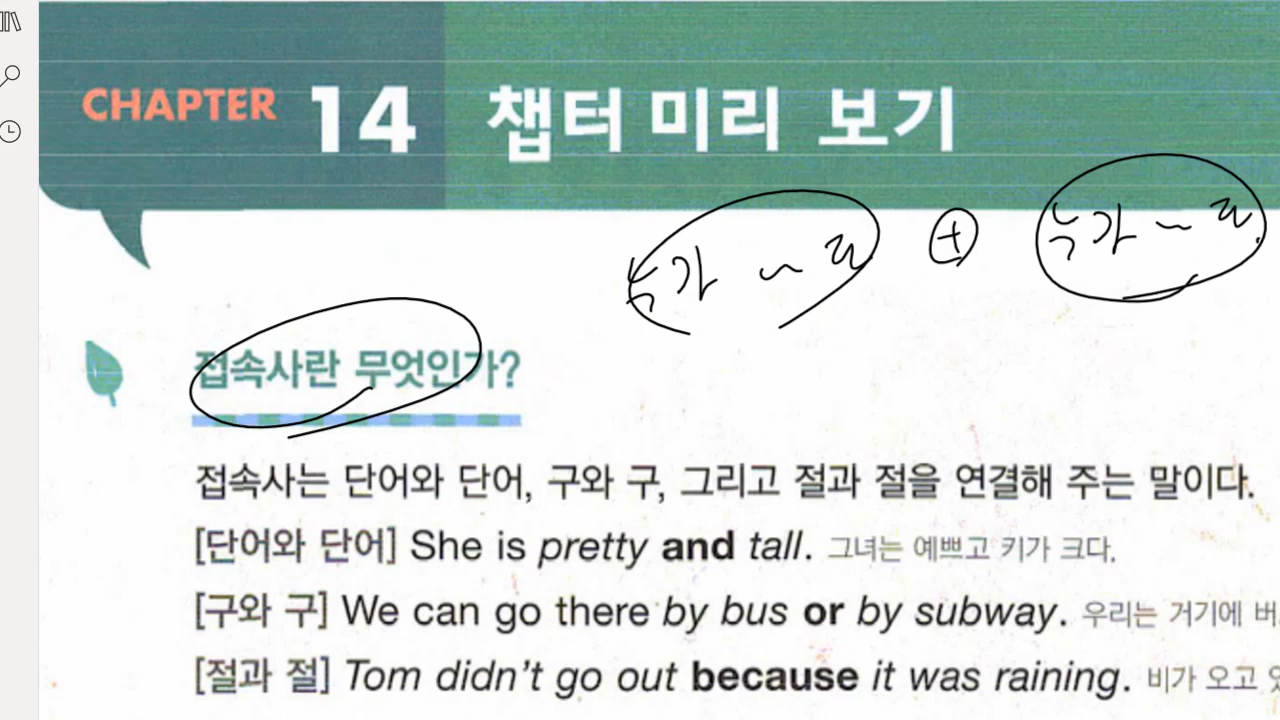 CHAPTER 14 챕터 미리 보기
누가 ~ 다 + 누가 ~ 다
접속사란 무엇인가?
접속사는 단어와 단어, 구와 구, 그리고 절과 절을 연결해 주는 말이다.
[단어와 단어] She is pretty and tall. 그녀는 예쁘고 키가 크다.
[구와 구] We can go there by bus or by subway. 우리는 거기에 버
[절과 절] Tom didn't go out because it was raining. 비가 오고 있